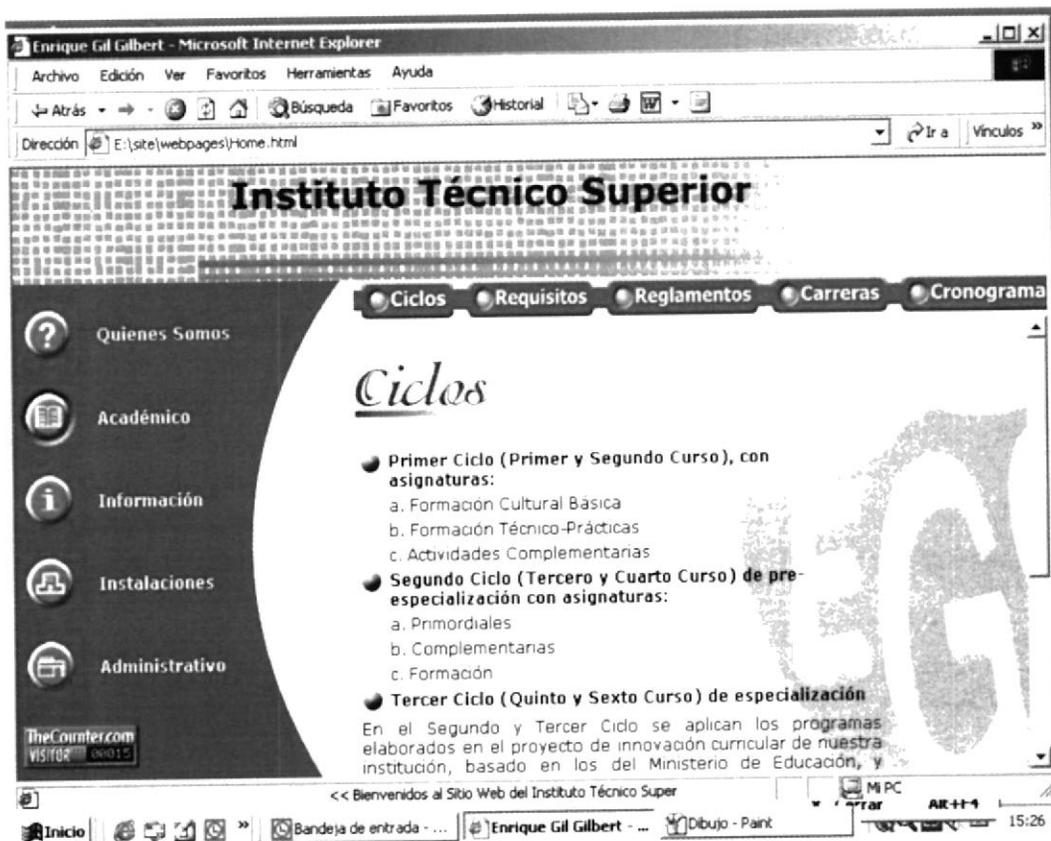 Enrique Gil Gilbert - Microsoft Internet Explorer
Archivo Edición Ver Favoritos Herramientas Ayuda
Atrás Búsqueda Favoritos Historial
Dirección E:\site\webpages\Home.html Ir a Vínculos »
Instituto Técnico Superior
Ciclos Requisitos Reglamentos Carreras Cronograma
Quienes Somos
Académico
Información
Instalaciones
Administrativo
TheCounter.com
VISITOR 00015
Ciclos
Primer Ciclo (Primer y Segundo Curso), con
asignaturas:
a. Formación Cultural Básica
b. Formación Técnico-Prácticas
c. Actividades Complementarias
Segundo Ciclo (Tercero y Cuarto Curso) de pre-
especialización con asignaturas:
a. Primordiales
b. Complementarias
c. Formación
Tercer Ciclo (Quinto y Sexto Curso) de especialización
En el Segundo y Tercer Ciclo se aplican los programas
elaborados en el proyecto de innovación curricular de nuestra
institución, basado en los del Ministerio de Educación, y
EG
<< Bienvenidos al Sitio Web del Instituto Técnico Super
Mi PC
Alt+F4
Inicio » Bandeja de entrada - ... Enrique Gil Gilbert - ... Dibujo - Paint 15:26